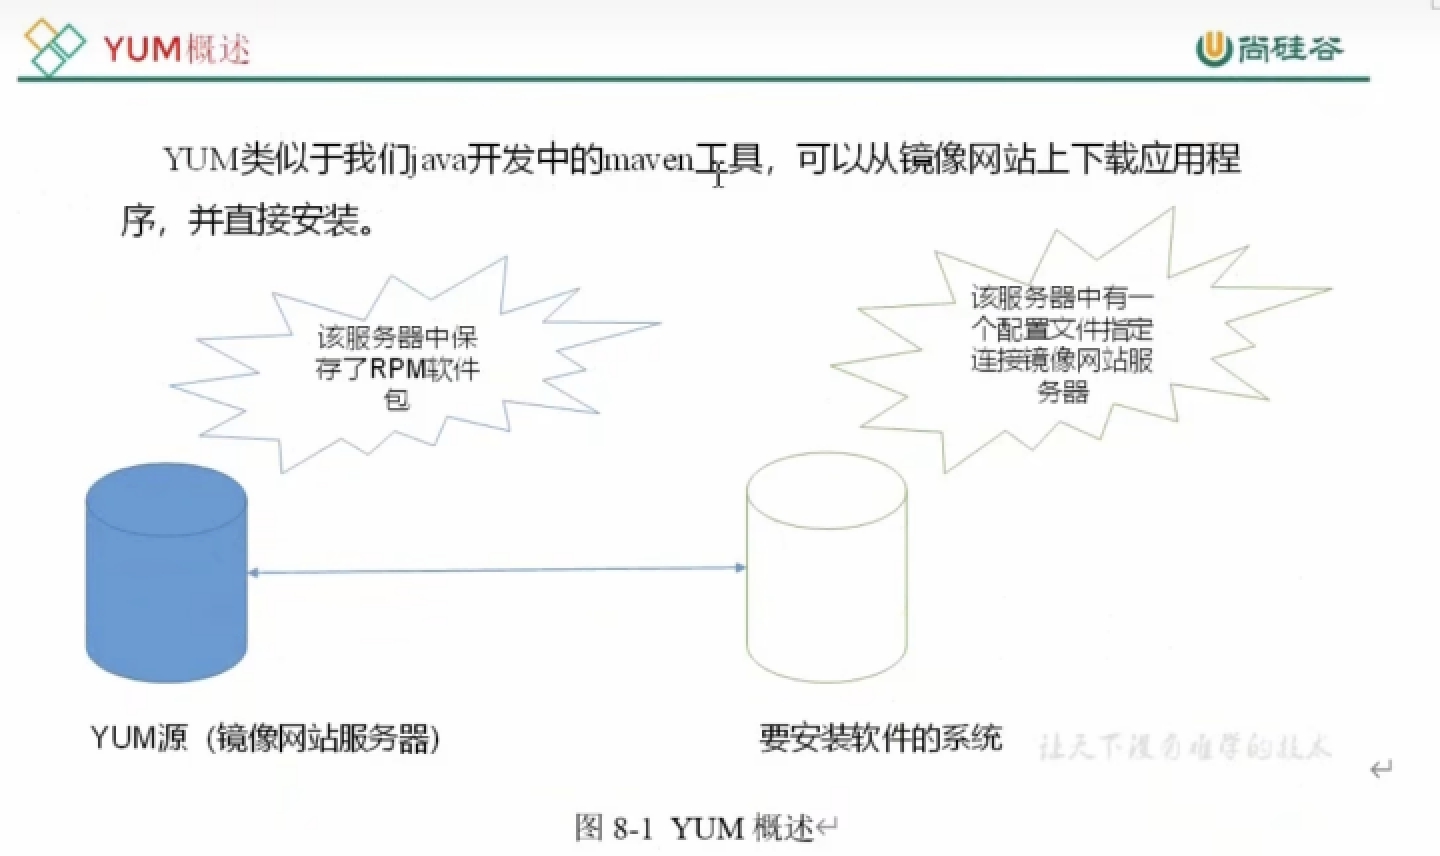 YUM概述
尚硅谷
YUM类似于我们java开发中的maven工具，可以从镜像网站上下载应用程
序，并直接安装。
该服务器中保
存了RPM软件
包
该服务器中有一
个配置文件指定
连接镜像网站服
务器
YUM源（镜像网站服务器）
要安装软件的系统
让天下没有难学的技术
图 8-1 YUM 概述